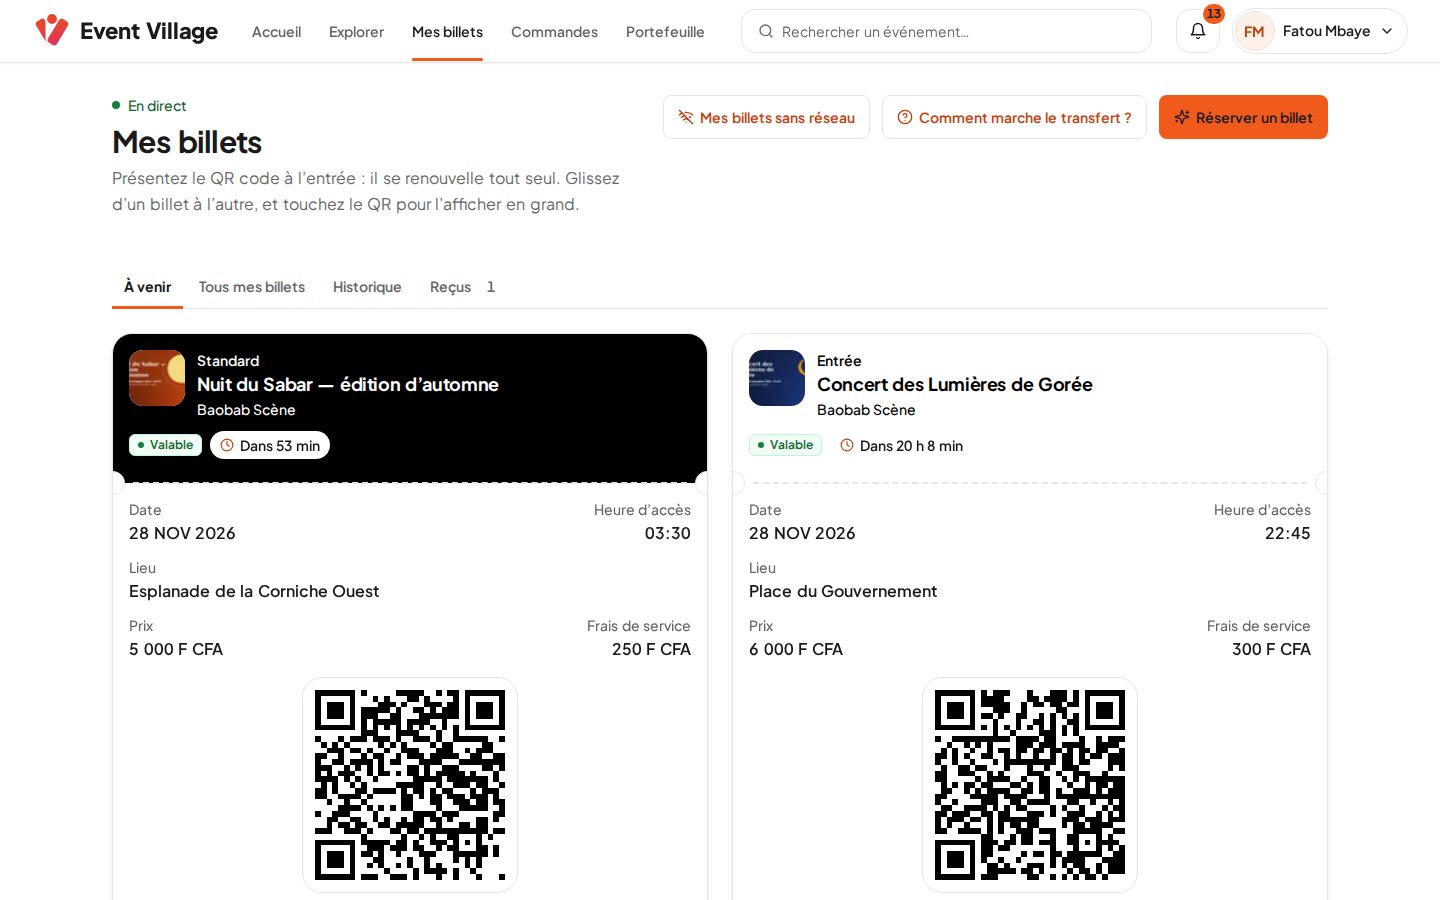 Event Village
Accueil
Explorer
Mes billets
Commandes
Portefeuille
Rechercher un événement…
13
FM
Fatou Mbaye
En direct
Mes billets
Présentez le QR code à l’entrée : il se renouvelle tout seul. Glissez
d’un billet à l’autre, et touchez le QR pour l’afficher en grand.
Mes billets sans réseau
Comment marche le transfert ?
Réserver un billet
À venir
Tous mes billets
Historique
Reçus 1
Standard
Nuit du Sabar — édition d’automne
Baobab Scène
Valable
Dans 53 min
Date
Heure d’accès
28 NOV 2026
03:30
Lieu
Esplanade de la Corniche Ouest
Prix
Frais de service
5 000 F CFA
250 F CFA
Entrée
Concert des Lumières de Gorée
Baobab Scène
Valable
Dans 20 h 8 min
Date
Heure d’accès
28 NOV 2026
22:45
Lieu
Place du Gouvernement
Prix
Frais de service
6 000 F CFA
300 F CFA